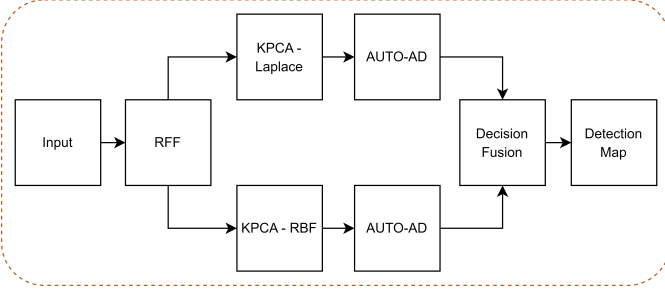 Input
RFF
KPCA -
Laplace
AUTO-AD
KPCA - RBF
AUTO-AD
Decision
Fusion
Detection
Map